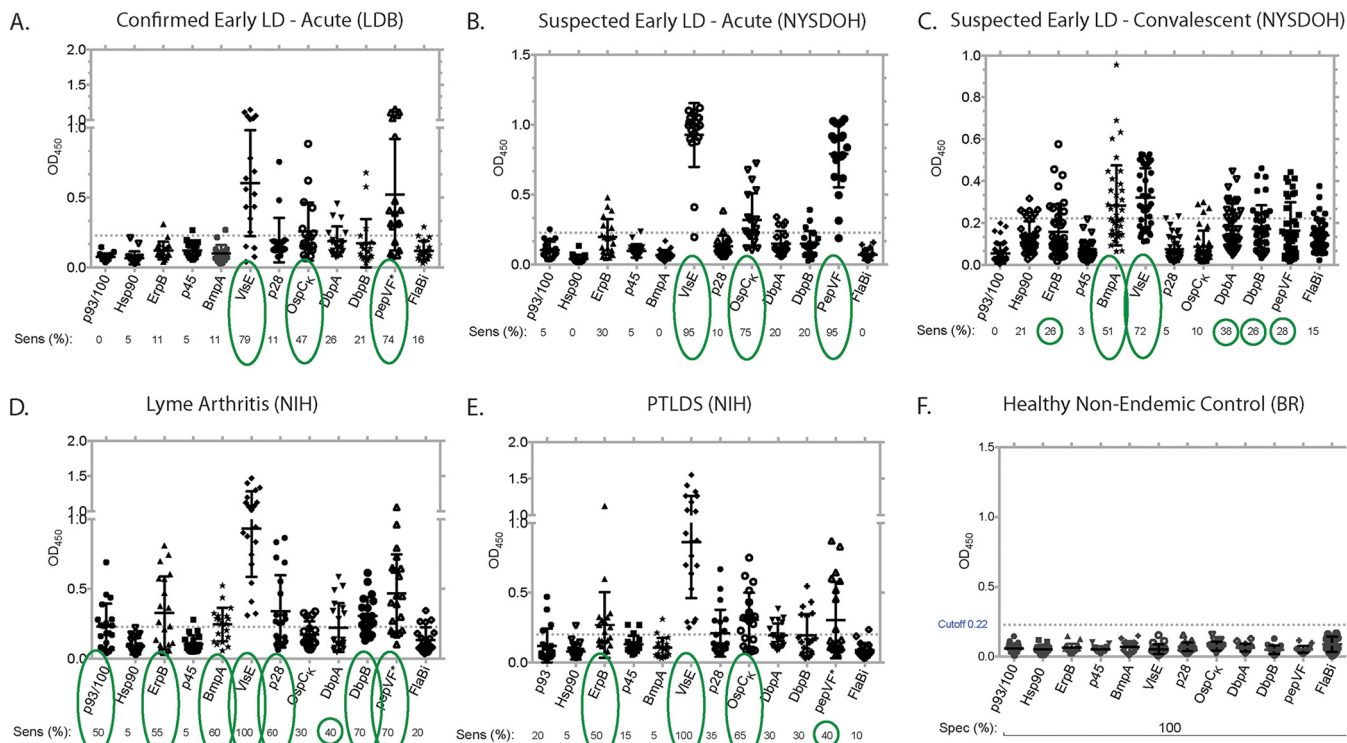 A. Confirmed Early LD - Acute (LDB)
2.0
1.5
1.0
1.0
0.5
0.0
OD450
p93/100 Hsp90 ErpB p45 BmpA VlsE p28 OspCK DbpA DbpB pepVF* FlaBi
Sens (%): 0 5 11 5 11 79 11 47 26 21 74 16
B. Suspected Early LD - Acute (NYSDOH)
1.5
1.0
0.5
0.0
OD450
p93/100 Hsp90 ErpB p45 BmpA VlsE p28 OspCK DbpA DbpB PepVF FlaBi
5 0 30 5 0 95 10 75 20 20 95 0
C. Suspected Early LD - Convalescent (NYSDOH)
1.0
0.8
0.6
0.4
0.2
0.0
OD450
p93/100 Hsp90 ErpB p45 BmpA VlsE p28 OspCK DpbA DbpB pepVF FlaBi
Sens (%): 0 21 26 3 51 72 5 10 38 26 28 15
D. Lyme Arthritis (NIH)
2.0
1.5
1.0
1.0
0.5
0.0
OD450
p93/100 Hsp90 ErpB p45 BmpA VlsE p28 OspCK DbpA DbpB pepVF* FlaBi
Sens (%): 50 5 55 5 60 100 60 30 40 70 70 20
E. PTLDS (NIH)
2.0
1.5
1.0
1.0
0.5
0.0
OD450
p93 Hsp90 ErpB p45 BmpA VlsE p28 OspCK DbpA DbpB pepVF* FlaBi
20 5 50 15 5 100 35 65 30 30 40 10
F. Healthy Non-Endemic Control (BR)
1.5
1.0
0.5
0.0
OD450
Cutoff 0.22
p93/100 Hsp90 ErpB p45 BmpA VlsE p28 OspCK DbpA DbpB pepVF FlaBi
Spec (%): 100